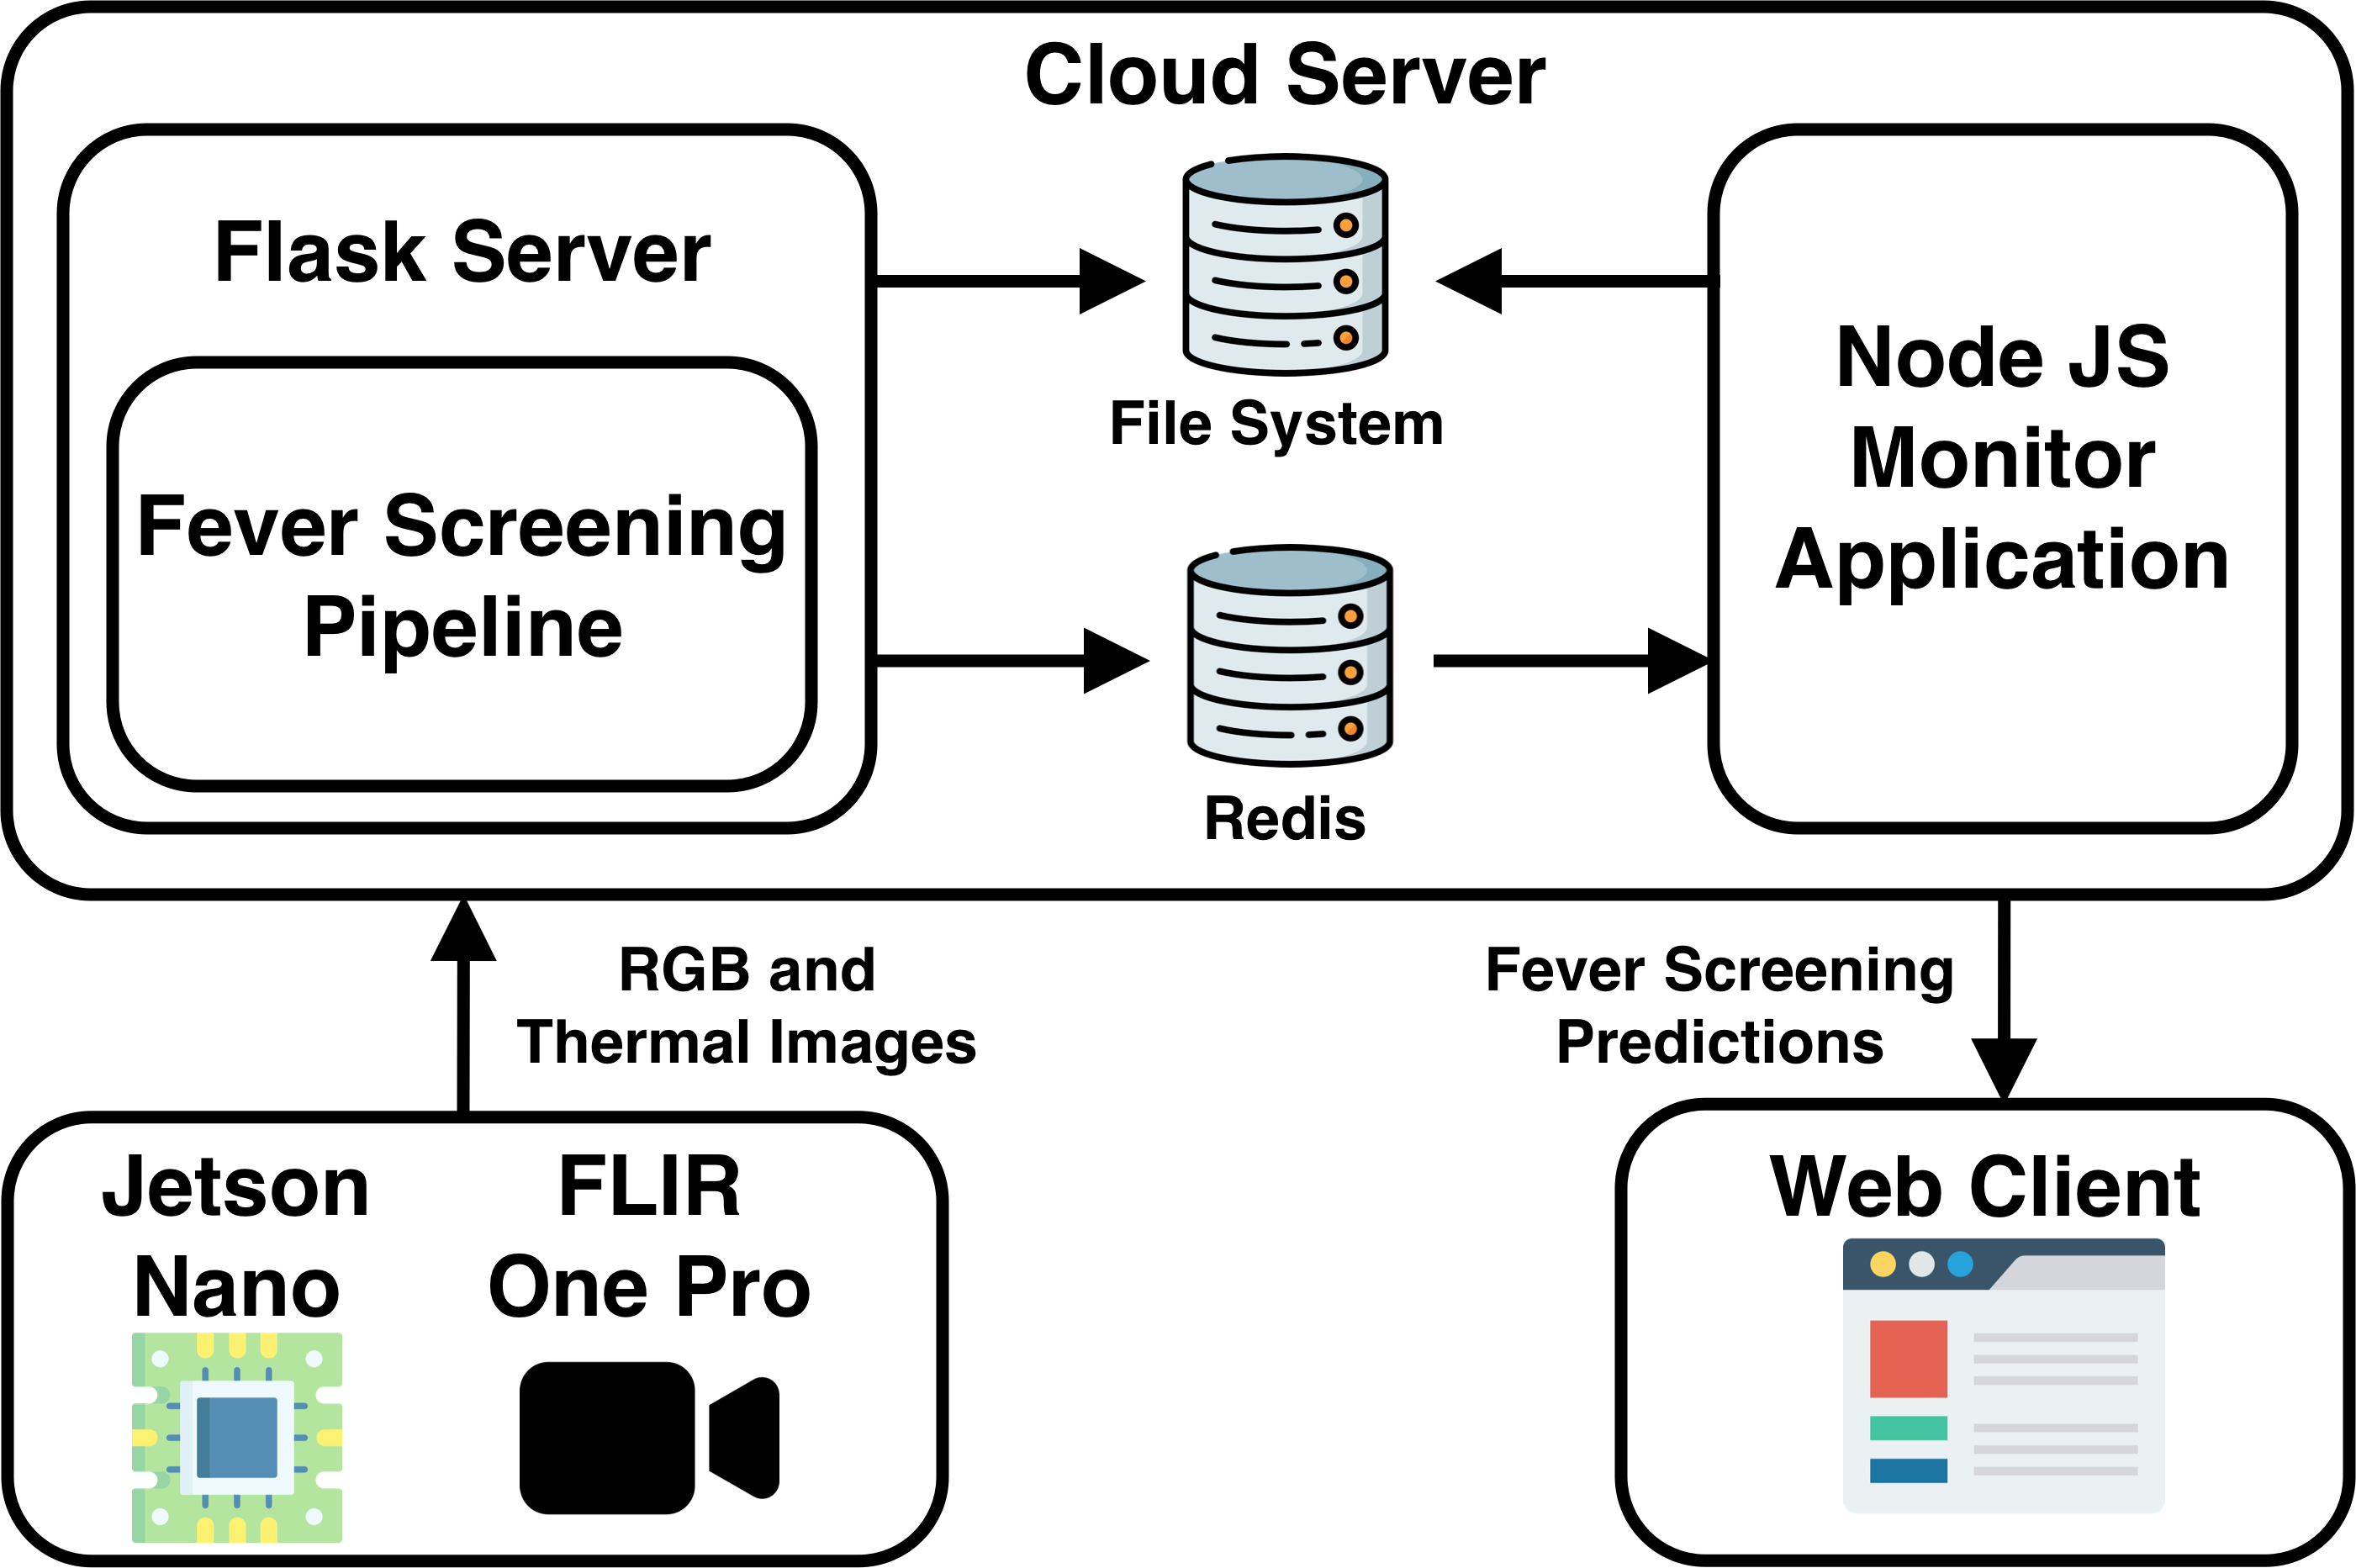 Cloud Server
Flask Server
Fever Screening
Pipeline
File System
Redis
Node JS
Monitor
Application
RGB and
Thermal Images
Fever Screening
Predictions
Jetson
Nano
FLIR
One Pro
Web Client